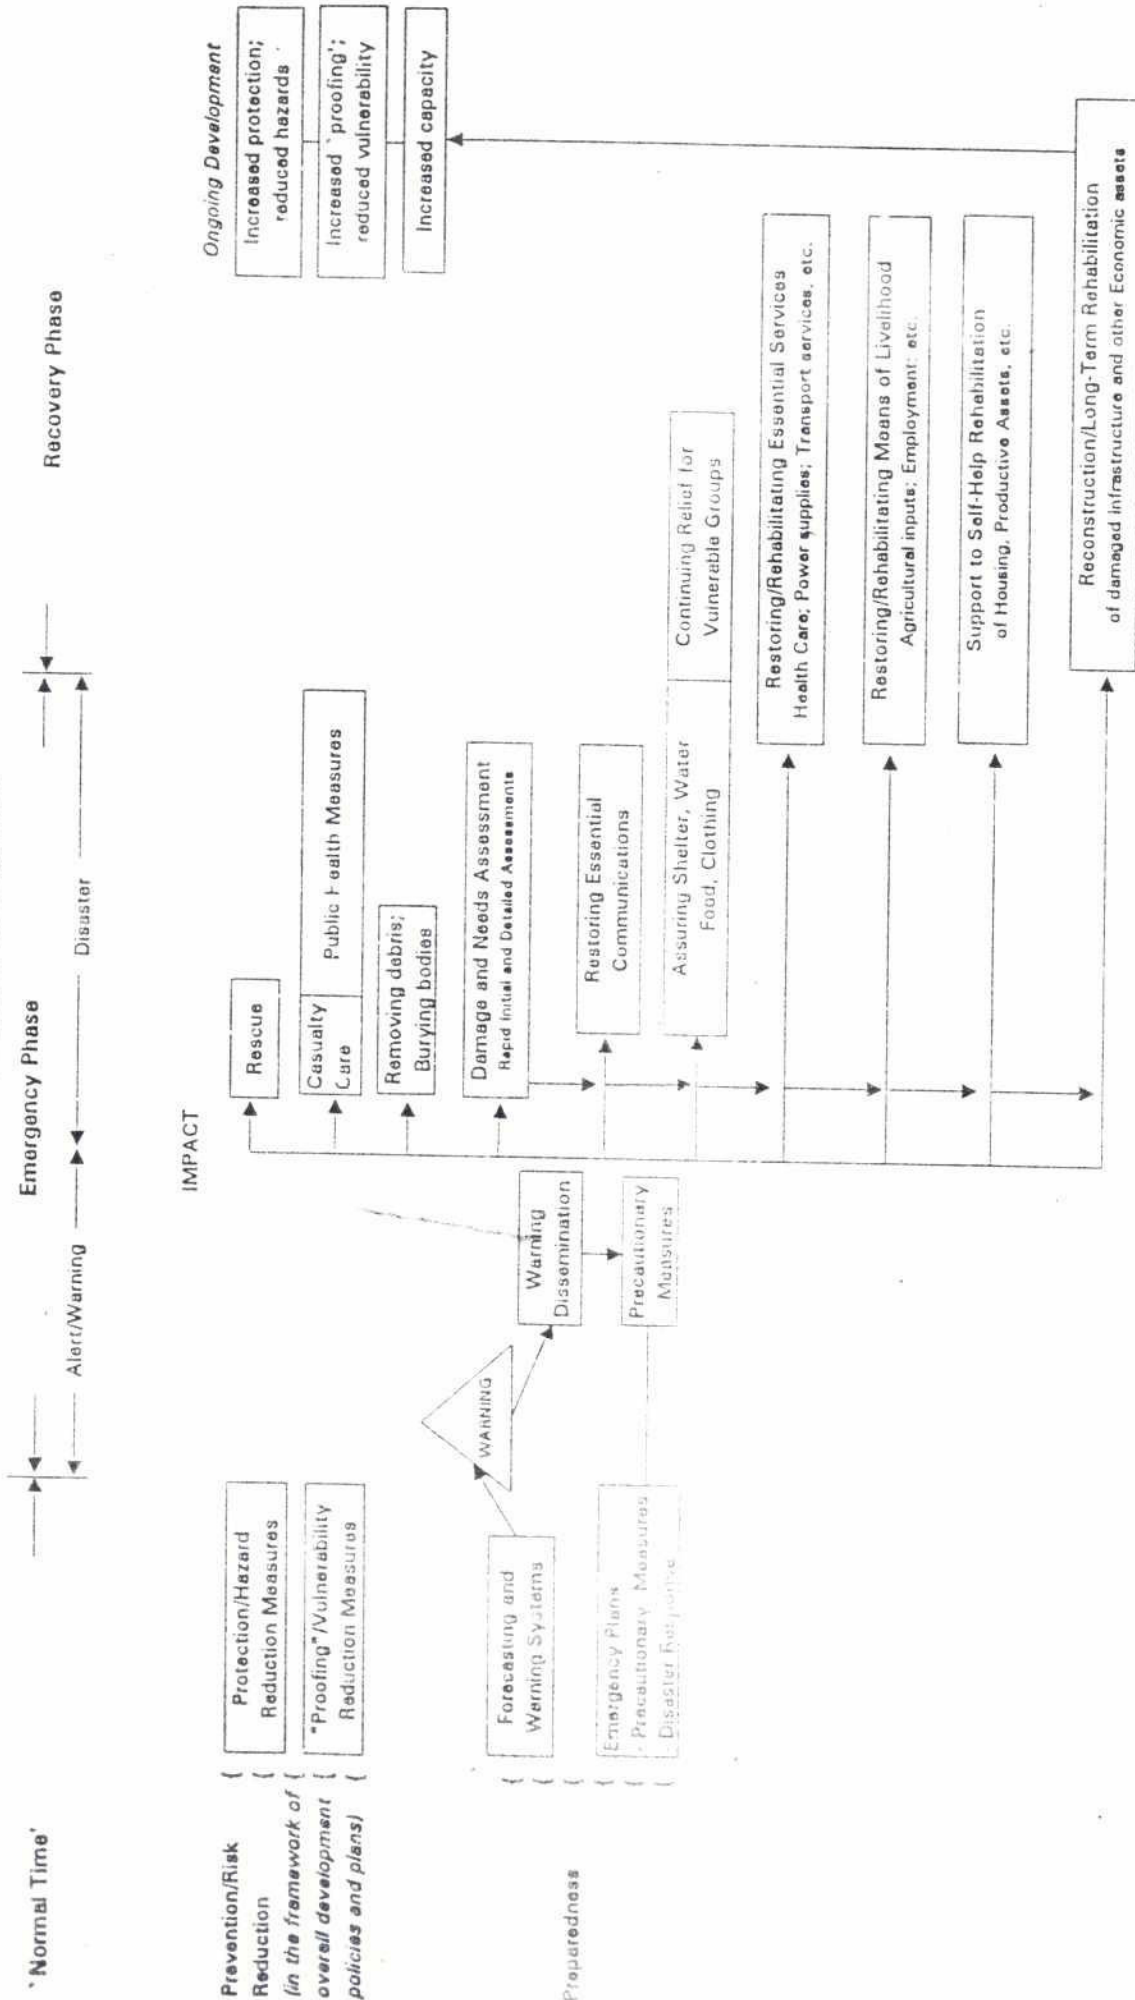 ` Normal Time'
Emergency Phase
Recovery Phase
Alert/Warning
Disaster
IMPACT
Ongoing Development
Prevention/Risk
Reduction
(in the framework of
overall development
policies and plans)
Protection/Hazard
Reduction Measures
"Proofing"/Vulnerability
Reduction Measures
Preparedness
Forecasting and
Warning Systems
Emergency Plans
- Precautionary Measures
- Disaster Response
WARNING
Warning
Dissemination
Precautionary
Measures
Rescue
Casualty
Care
Public Health Measures
Removing debris;
Burying bodies
Damage and Needs Assessment
Rapid Initial and Detailed Assessments
Restoring Essential
Communications
Assuring Shelter, Water
Food, Clothing
Continuing Relief for
Vulnerable Groups
Restoring/Rehabilitating Essential Services
Health Care; Power supplies; Transport services, etc.
Restoring/Rehabilitating Means of Livelihood
Agricultural inputs; Employment; etc.
Support to Self-Help Rehabilitation
of Housing, Productive Assets, etc.
Reconstruction/Long-Term Rehabilitation
of damaged infrastructure and other Economic assets
Increased protection;
reduced hazards
Increased `proofing';
reduced vulnerability
Increased capacity